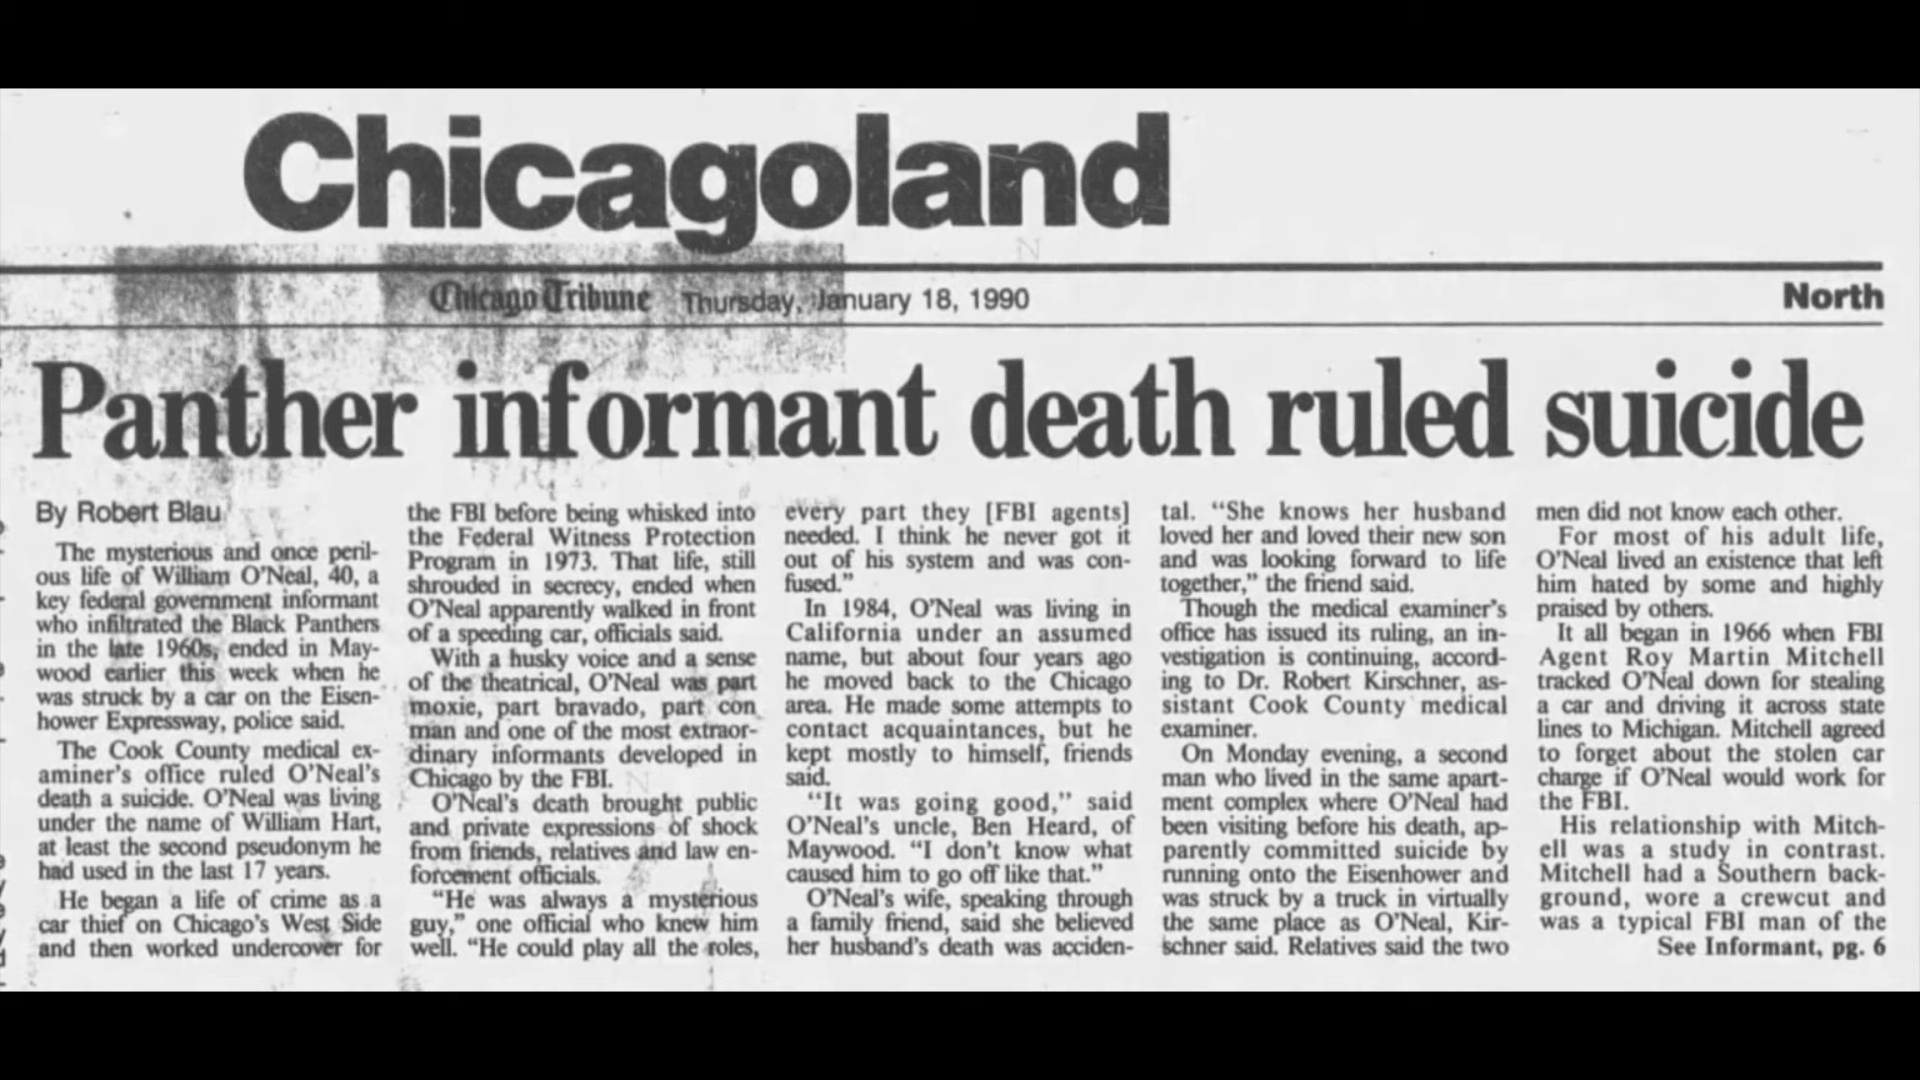 Chicagoland
Chicago Tribune Thursday, January 18, 1990
North
Panther informant death ruled suicide
By Robert Blau
The mysterious and once peril-
ous life of William O'Neal, 40, a
key federal government informant
who infiltrated the Black Panthers
in the late 1960s, ended in May-
wood earlier this week when he
was struck by a car on the Eisen-
hower Expressway, police said.
The Cook County medical ex-
aminer's office ruled O'Neal's
death a suicide. O'Neal was living
under the name of William Hart,
at least the second pseudonym he
had used in the last 17 years.
He began a life of crime as a
car thief on Chicago's West Side
and then worked undercover for
the FBI before being whisked into
the Federal Witness Protection
Program in 1973. That life, still
shrouded in secrecy, ended when
O'Neal apparently walked in front
of a speeding car, officials said.
With a husky voice and a sense
of the theatrical, O'Neal was part
moxie, part bravado, part con
man and one of the most extraor-
dinary informants developed in
Chicago by the FBI.
O'Neal's death brought public
and private expressions of shock
from friends, relatives and law en-
forcement officials.
"He was always a mysterious
guy," one official who knew him
well. "He could play all the roles,
every part they [FBI agents]
needed. I think he never got it
out of his system and was con-
fused."
In 1984, O'Neal was living in
California under an assumed
name, but about four years ago
he moved back to the Chicago
area. He made some attempts to
contact acquaintances, but he
kept mostly to himself, friends
said.
"It was going good," said
O'Neal's uncle, Ben Heard, of
Maywood. "I don't know what
caused him to go off like that."
O'Neal's wife, speaking through
a family friend, said she believed
her husband's death was acciden-
tal. "She knows her husband
loved her and loved their new son
and was looking forward to life
together," the friend said.
Though the medical examiner's
office has issued its ruling, an in-
vestigation is continuing, accord-
ing to Dr. Robert Kirschner, as-
sistant Cook County medical
examiner.
On Monday evening, a second
man who lived in the same apart-
ment complex where O'Neal had
been visiting before his death, ap-
parently committed suicide by
running onto the Eisenhower and
was struck by a truck in virtually
the same place as O'Neal, Kir-
schner said. Relatives said the two
men did not know each other.
For most of his adult life,
O'Neal lived an existence that left
him hated by some and highly
praised by others.
It all began in 1966 when FBI
Agent Roy Martin Mitchell
tracked O'Neal down for stealing
a car and driving it across state
lines to Michigan. Mitchell agreed
to forget about the stolen car
charge if O'Neal would work for
the FBI.
His relationship with Mitch-
ell was a study in contrast.
Mitchell had a Southern back-
ground, wore a crewcut and
was a typical FBI man of the
See Informant, pg. 6